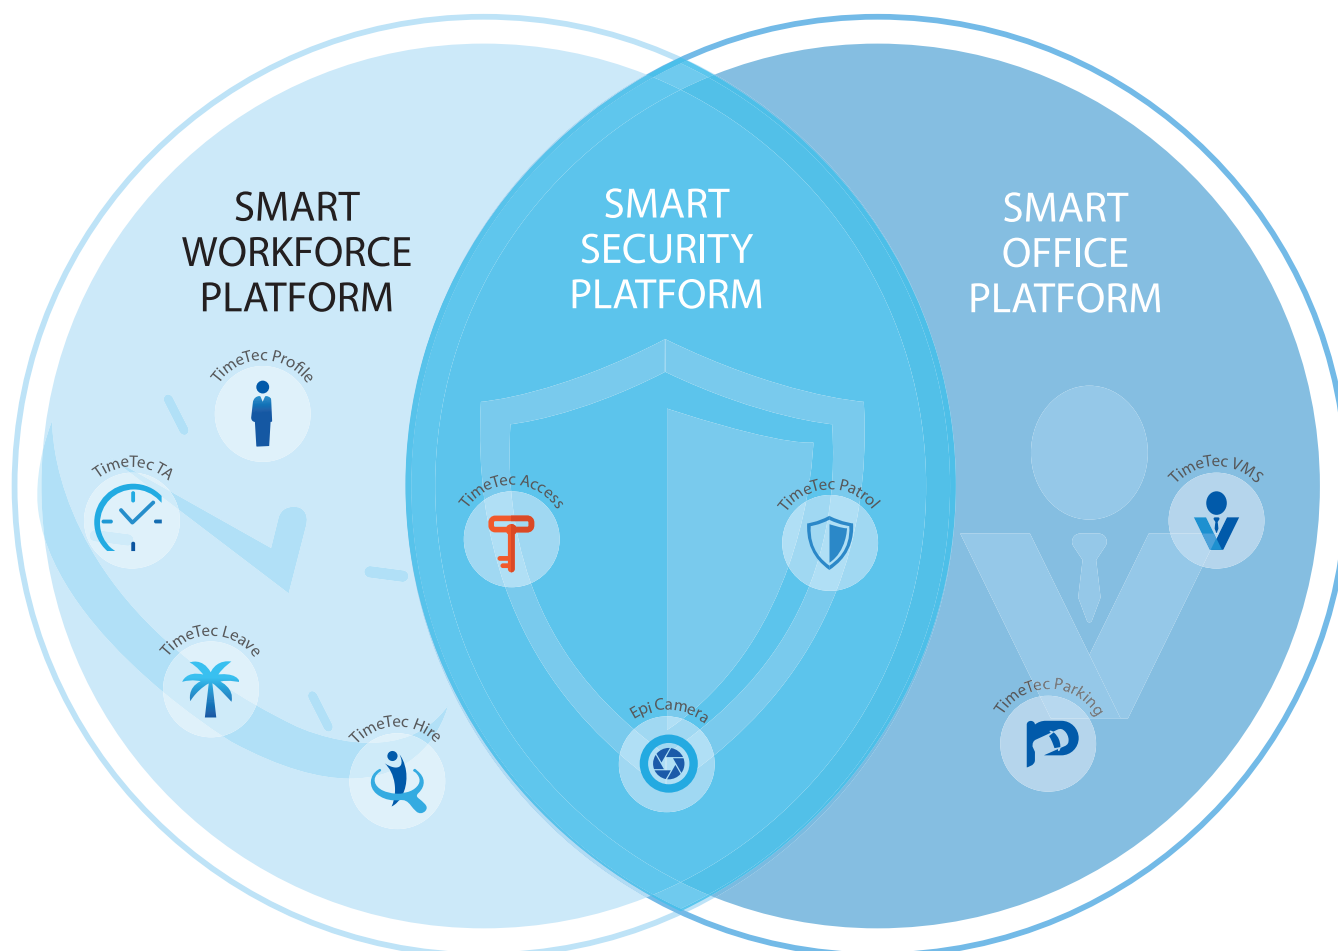 SMART
WORKFORCE
PLATFORM
TimeTec Profile
TimeTec TA
TimeTec Leave
TimeTec Hire
SMART
SECURITY
PLATFORM
TimeTec Access
TimeTec Patrol
Epi Camera
SMART
OFFICE
PLATFORM
TimeTec VMS
TimeTec Parking